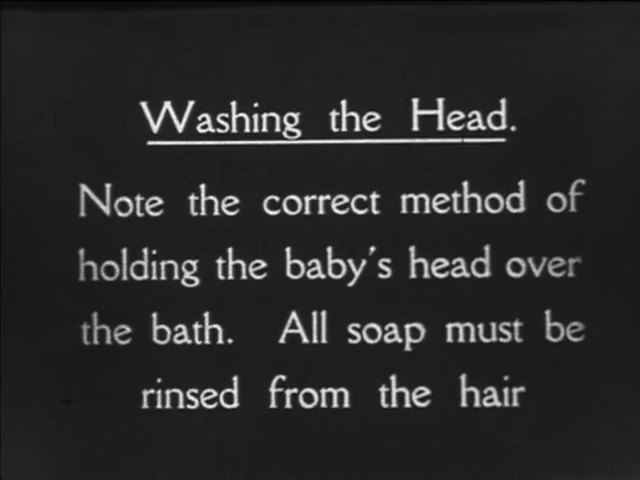 Washing the Head.
Note the correct method of
holding the baby's head over
the bath. All soap must be
rinsed from the hair